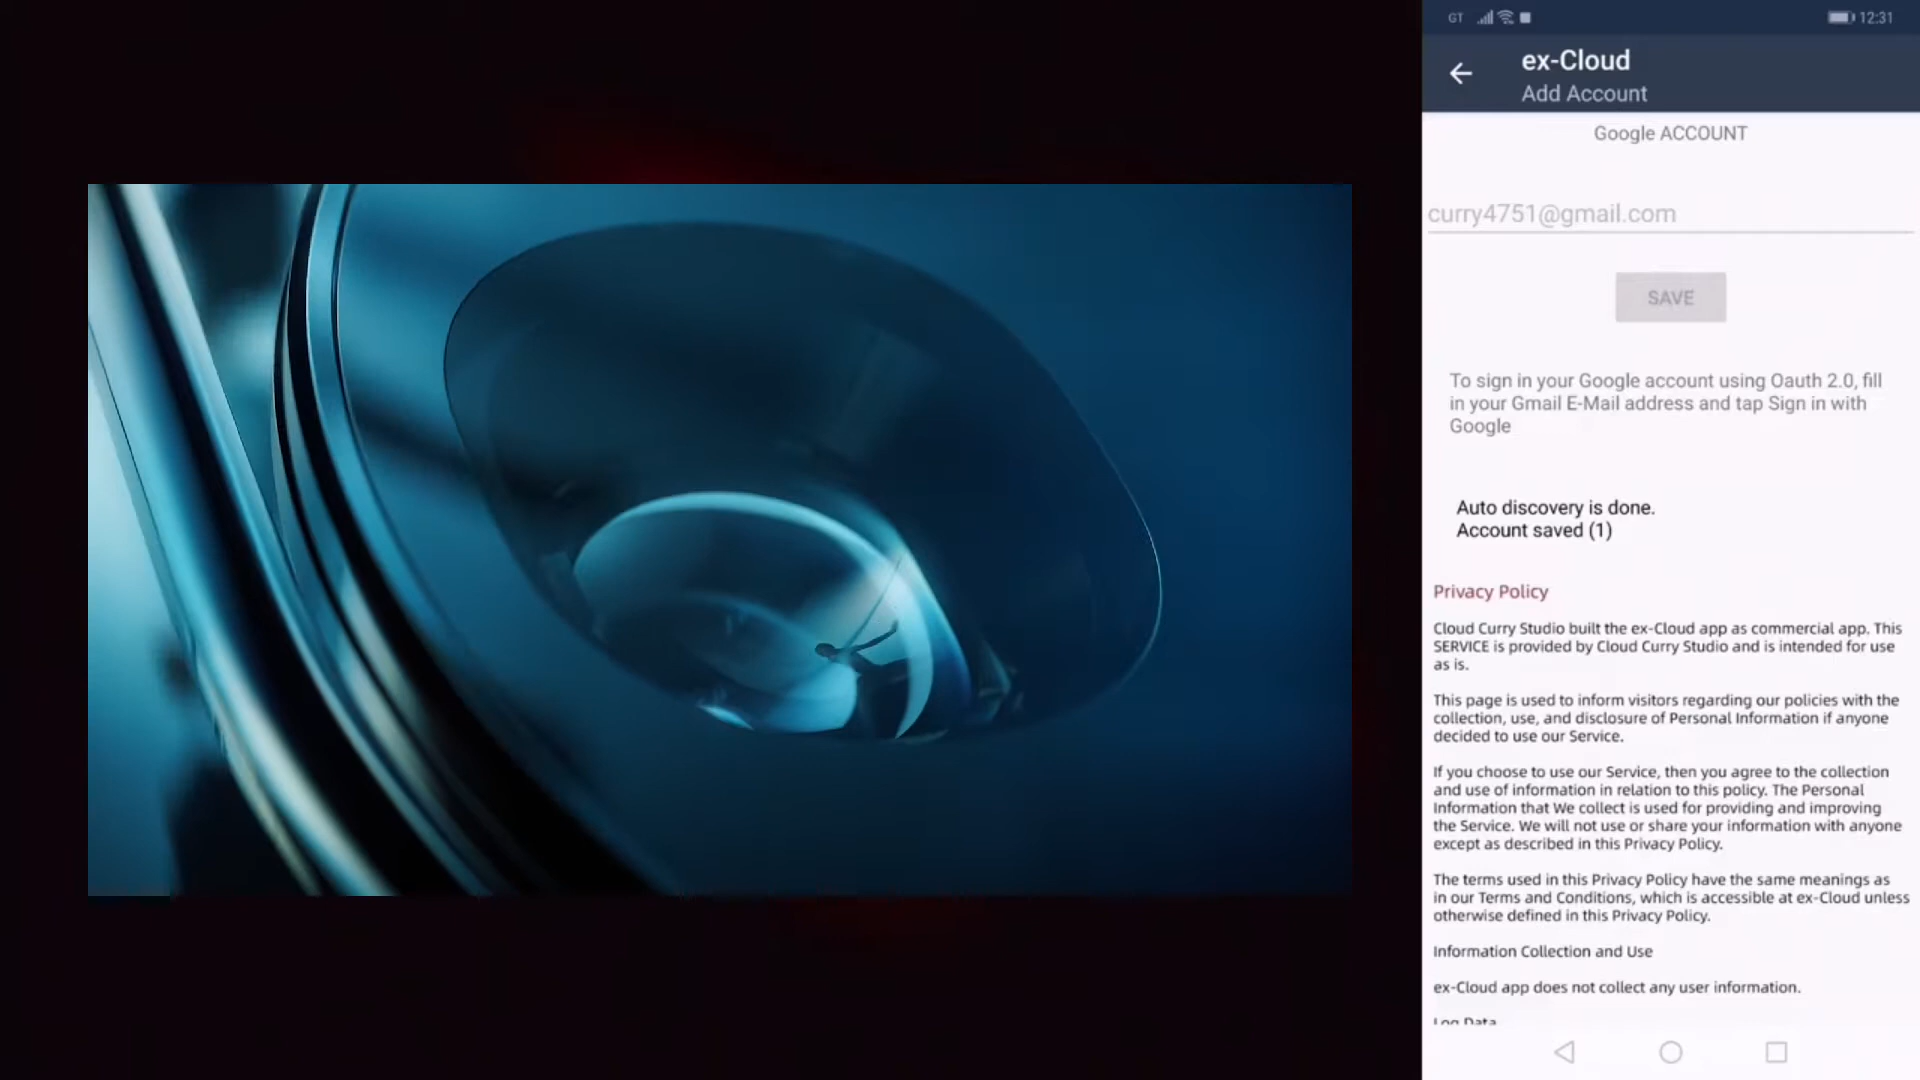 GT
12:31
ex-Cloud
Add Account
Google ACCOUNT
curry4751@gmail.com
SAVE
To sign in your Google account using Oauth 2.0, fill
in your Gmail E-Mail address and tap Sign in with
Google
Auto discovery is done.
Account saved (1)
Privacy Policy
Cloud Curry Studio built the ex-Cloud app as commercial app. This
SERVICE is provided by Cloud Curry Studio and is intended for use
as is.
This page is used to inform visitors regarding our policies with the
collection, use, and disclosure of Personal Information if anyone
decided to use our Service.
If you choose to use our Service, then you agree to the collection
and use of information in relation to this policy. The Personal
Information that We collect is used for providing and improving
the Service. We will not use or share your information with anyone
except as described in this Privacy Policy.
The terms used in this Privacy Policy have the same meanings as
in our Terms and Conditions, which is accessible at ex-Cloud unless
otherwise defined in this Privacy Policy.
Information Collection and Use
ex-Cloud app does not collect any user information.
Log Data